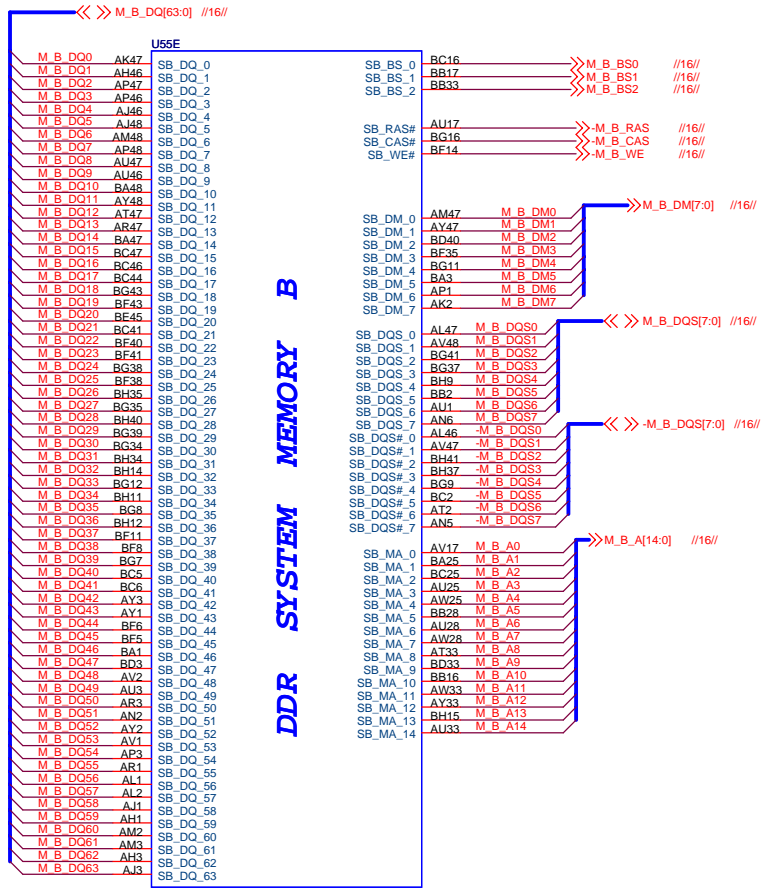 M_B_DQ[63:0] //16//
U55E
M_B_DQ0 AK47 SB_DQ_0
M_B_DQ1 AH46 SB_DQ_1
M_B_DQ2 AP47 SB_DQ_2
M_B_DQ3 AP46 SB_DQ_3
M_B_DQ4 AJ46 SB_DQ_4
M_B_DQ5 AJ48 SB_DQ_5
M_B_DQ6 AM48 SB_DQ_6
M_B_DQ7 AP48 SB_DQ_7
M_B_DQ8 AU47 SB_DQ_8
M_B_DQ9 AU46 SB_DQ_9
M_B_DQ10 BA48 SB_DQ_10
M_B_DQ11 AY48 SB_DQ_11
M_B_DQ12 AT47 SB_DQ_12
M_B_DQ13 AR47 SB_DQ_13
M_B_DQ14 BA47 SB_DQ_14
M_B_DQ15 BC47 SB_DQ_15
M_B_DQ16 BC46 SB_DQ_16
M_B_DQ17 BC44 SB_DQ_17
M_B_DQ18 BG43 SB_DQ_18
M_B_DQ19 BF43 SB_DQ_19
M_B_DQ20 BE45 SB_DQ_20
M_B_DQ21 BC41 SB_DQ_21
M_B_DQ22 BF40 SB_DQ_22
M_B_DQ23 BF41 SB_DQ_23
M_B_DQ24 BG38 SB_DQ_24
M_B_DQ25 BF38 SB_DQ_25
M_B_DQ26 BH35 SB_DQ_26
M_B_DQ27 BG35 SB_DQ_27
M_B_DQ28 BH40 SB_DQ_28
M_B_DQ29 BG39 SB_DQ_29
M_B_DQ30 BG34 SB_DQ_30
M_B_DQ31 BH34 SB_DQ_31
M_B_DQ32 BH14 SB_DQ_32
M_B_DQ33 BG12 SB_DQ_33
M_B_DQ34 BH11 SB_DQ_34
M_B_DQ35 BG8 SB_DQ_35
M_B_DQ36 BH12 SB_DQ_36
M_B_DQ37 BF11 SB_DQ_37
M_B_DQ38 BF8 SB_DQ_38
M_B_DQ39 BG7 SB_DQ_39
M_B_DQ40 BC5 SB_DQ_40
M_B_DQ41 BC6 SB_DQ_41
M_B_DQ42 AY3 SB_DQ_42
M_B_DQ43 AY1 SB_DQ_43
M_B_DQ44 BF6 SB_DQ_44
M_B_DQ45 BF5 SB_DQ_45
M_B_DQ46 BA1 SB_DQ_46
M_B_DQ47 BD3 SB_DQ_47
M_B_DQ48 AV2 SB_DQ_48
M_B_DQ49 AU3 SB_DQ_49
M_B_DQ50 AR3 SB_DQ_50
M_B_DQ51 AN2 SB_DQ_51
M_B_DQ52 AY2 SB_DQ_52
M_B_DQ53 AV1 SB_DQ_53
M_B_DQ54 AP3 SB_DQ_54
M_B_DQ55 AR1 SB_DQ_55
M_B_DQ56 AL1 SB_DQ_56
M_B_DQ57 AL2 SB_DQ_57
M_B_DQ58 AJ1 SB_DQ_58
M_B_DQ59 AH1 SB_DQ_59
M_B_DQ60 AM2 SB_DQ_60
M_B_DQ61 AM3 SB_DQ_61
M_B_DQ62 AH3 SB_DQ_62
M_B_DQ63 AJ3 SB_DQ_63
DDR SYSTEM MEMORY B
SB_BS_0 BC16 M_B_BS0 //16//
SB_BS_1 BB17 M_B_BS1 //16//
SB_BS_2 BB33 M_B_BS2 //16//
SB_RAS# AU17 -M_B_RAS //16//
SB_CAS# BG16 -M_B_CAS //16//
SB_WE# BF14 -M_B_WE //16//
M_B_DM[7:0] //16//
SB_DM_0 AM47 M_B_DM0
SB_DM_1 AY47 M_B_DM1
SB_DM_2 BD40 M_B_DM2
SB_DM_3 BF35 M_B_DM3
SB_DM_4 BG11 M_B_DM4
SB_DM_5 BA3 M_B_DM5
SB_DM_6 AP1 M_B_DM6
SB_DM_7 AK2 M_B_DM7
M_B_DQS[7:0] //16//
SB_DQS_0 AL47 M_B_DQS0
SB_DQS_1 AV48 M_B_DQS1
SB_DQS_2 BG41 M_B_DQS2
SB_DQS_3 BG37 M_B_DQS3
SB_DQS_4 BH9 M_B_DQS4
SB_DQS_5 BB2 M_B_DQS5
SB_DQS_6 AU1 M_B_DQS6
SB_DQS_7 AN6 M_B_DQS7
-M_B_DQS[7:0] //16//
SB_DQS#_0 AL46 -M_B_DQS0
SB_DQS#_1 AV47 -M_B_DQS1
SB_DQS#_2 BH41 -M_B_DQS2
SB_DQS#_3 BH37 -M_B_DQS3
SB_DQS#_4 BG9 -M_B_DQS4
SB_DQS#_5 BC2 -M_B_DQS5
SB_DQS#_6 AT2 -M_B_DQS6
SB_DQS#_7 AN5 -M_B_DQS7
M_B_A[14:0] //16//
SB_MA_0 AV17 M_B_A0
SB_MA_1 BA25 M_B_A1
SB_MA_2 BC25 M_B_A2
SB_MA_3 AU25 M_B_A3
SB_MA_4 AW25 M_B_A4
SB_MA_5 BB28 M_B_A5
SB_MA_6 AU28 M_B_A6
SB_MA_7 AW28 M_B_A7
SB_MA_8 AT33 M_B_A8
SB_MA_9 BD33 M_B_A9
SB_MA_10 BB16 M_B_A10
SB_MA_11 AW33 M_B_A11
SB_MA_12 AY33 M_B_A12
SB_MA_13 BH15 M_B_A13
SB_MA_14 AU33 M_B_A14